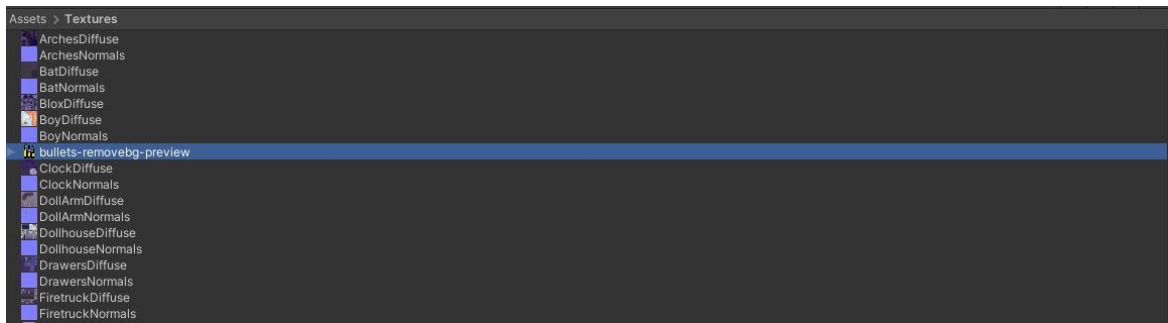 Assets > Textures
ArchesDiffuse
ArchesNormals
BatDiffuse
BatNormals
BloxDiffuse
BoyDiffuse
BoyNormals
bullets-removebg-preview
ClockDiffuse
ClockNormals
DollArmDiffuse
DollArmNormals
DollhouseDiffuse
DollhouseNormals
DrawersDiffuse
DrawersNormals
FiretruckDiffuse
FiretruckNormals